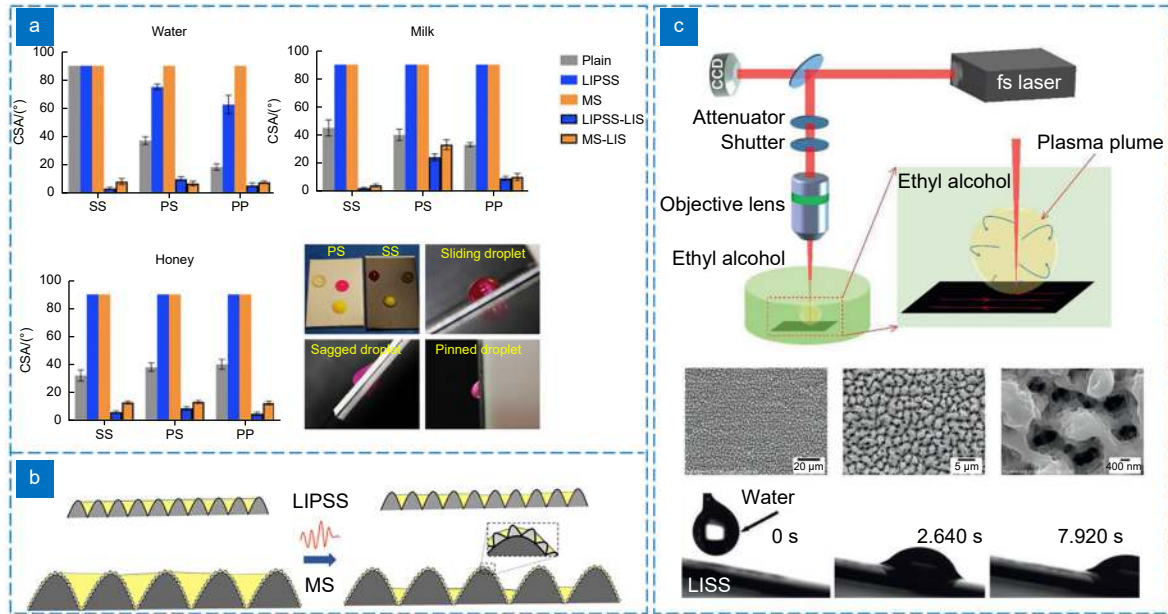 a
Water
CSA/(°)
100
80
60
40
20
0
SS
PS
PP
Milk
CSA/(°)
100
80
60
40
20
0
SS
PS
PP
Plain
LIPSS
MS
LIPSS-LIS
MS-LIS
Honey
CSA/(°)
100
80
60
40
20
0
SS
PS
PP
PS
SS
Sliding droplet
Sagged droplet
Pinned droplet
b
LIPSS
MS
c
CCD
fs laser
Attenuator
Shutter
Objective lens
Ethyl alcohol
Plasma plume
Ethyl alcohol
20 μm
5 μm
400 nm
Water
0 s
2.640 s
7.920 s
LISS